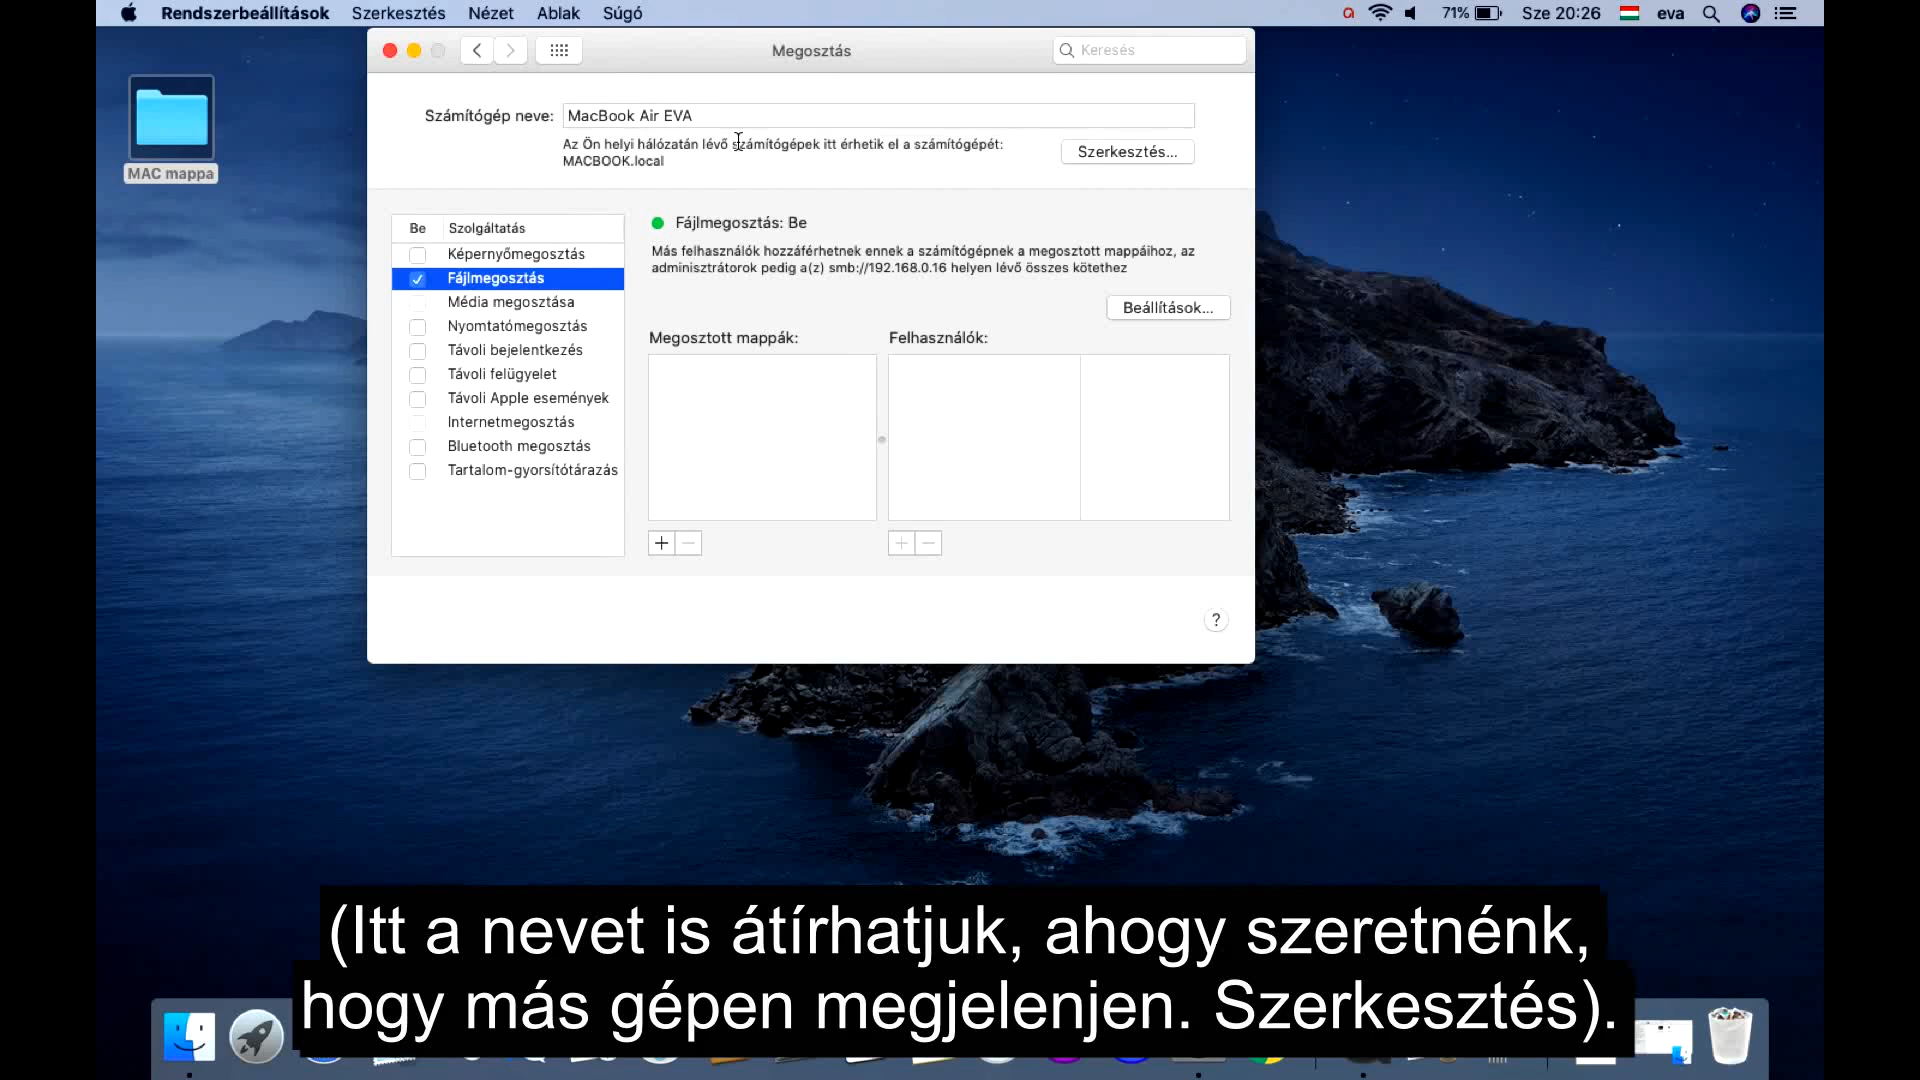 Rendszerbeállítások Szerkesztés Nézet Ablak Súgó
71% Sze 20:26 eva
MAC mappa
Megosztás
Keresés
Számítógép neve: MacBook Air EVA
Az Ön helyi hálózatán lévő számítógépek itt érhetik el a számítógépét:
MACBOOK.local
Szerkesztés...
Be Szolgáltatás
Képernyőmegosztás
Fájlmegosztás
Média megosztása
Nyomtatómegosztás
Távoli bejelentkezés
Távoli felügyelet
Távoli Apple események
Internetmegosztás
Bluetooth megosztás
Tartalom-gyorsítótárazás
Fájlmegosztás: Be
Más felhasználók hozzáférhetnek ennek a számítógépnek a megosztott mappáihoz, az
adminisztrátorok pedig a(z) smb://192.168.0.16 helyen lévő összes kötethez
Beállítások...
Megosztott mappák:
Felhasználók:
+ −
+ −
?
(Itt a nevet is átírhatjuk, ahogy szeretnénk,
hogy más gépen megjelenjen. Szerkesztés).